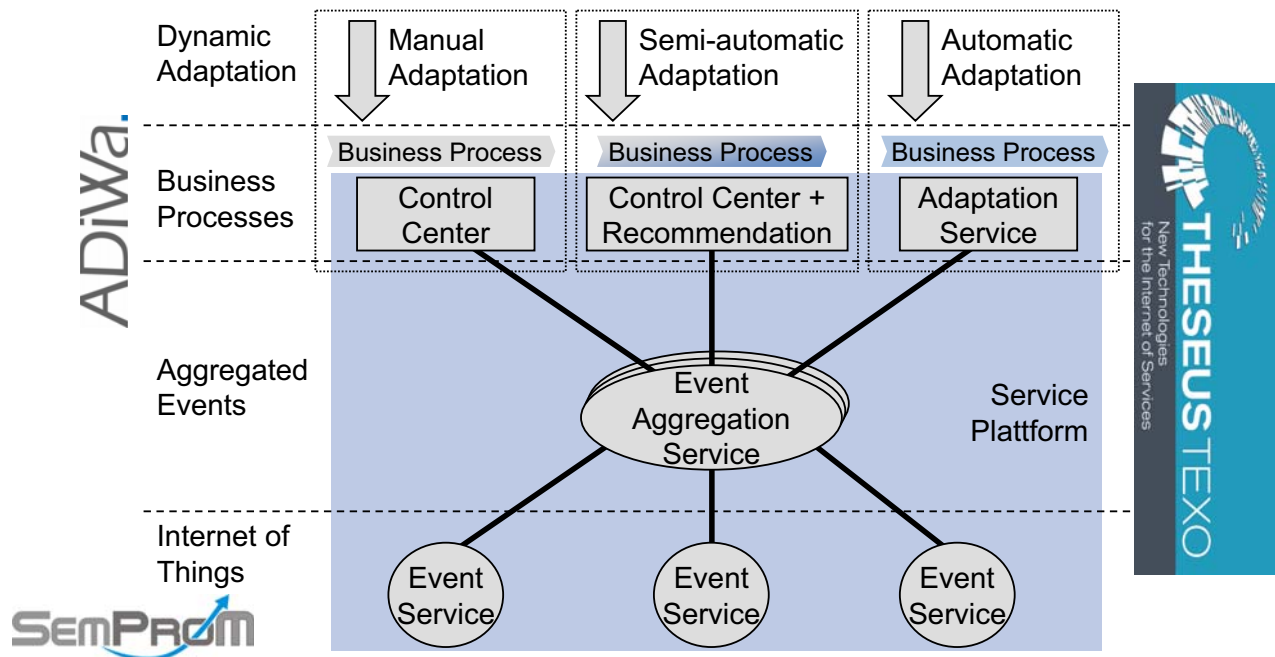 Dynamic
Adaptation
Manual
Adaptation
Semi-automatic
Adaptation
Automatic
Adaptation
ADiWa.
Business
Processes
Business Process
Business Process
Business Process
Control
Center
Control Center +
Recommendation
Adaptation
Service
Aggregated
Events
Event
Aggregation
Service
Service
Plattform
Internet of
Things
Event
Service
Event
Service
Event
Service
SEMPROM
THESEUS TEXO
New Technologies
for the Internet of Services